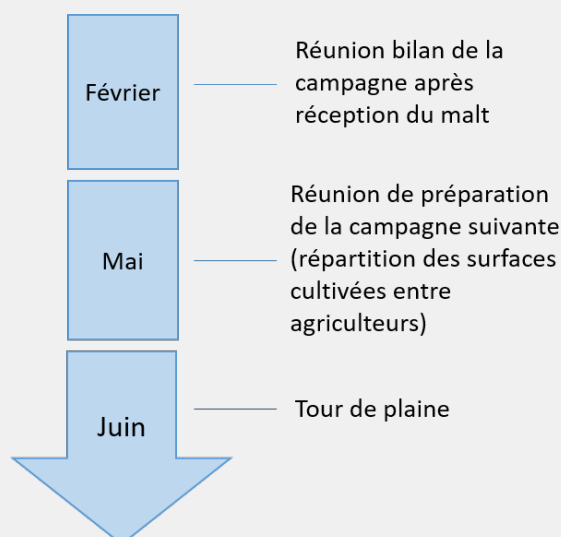 Février
Réunion bilan de la
campagne après
réception du malt
Mai
Réunion de préparation
de la campagne suivante
(répartition des surfaces
cultivées entre
agriculteurs)
Juin
Tour de plaine